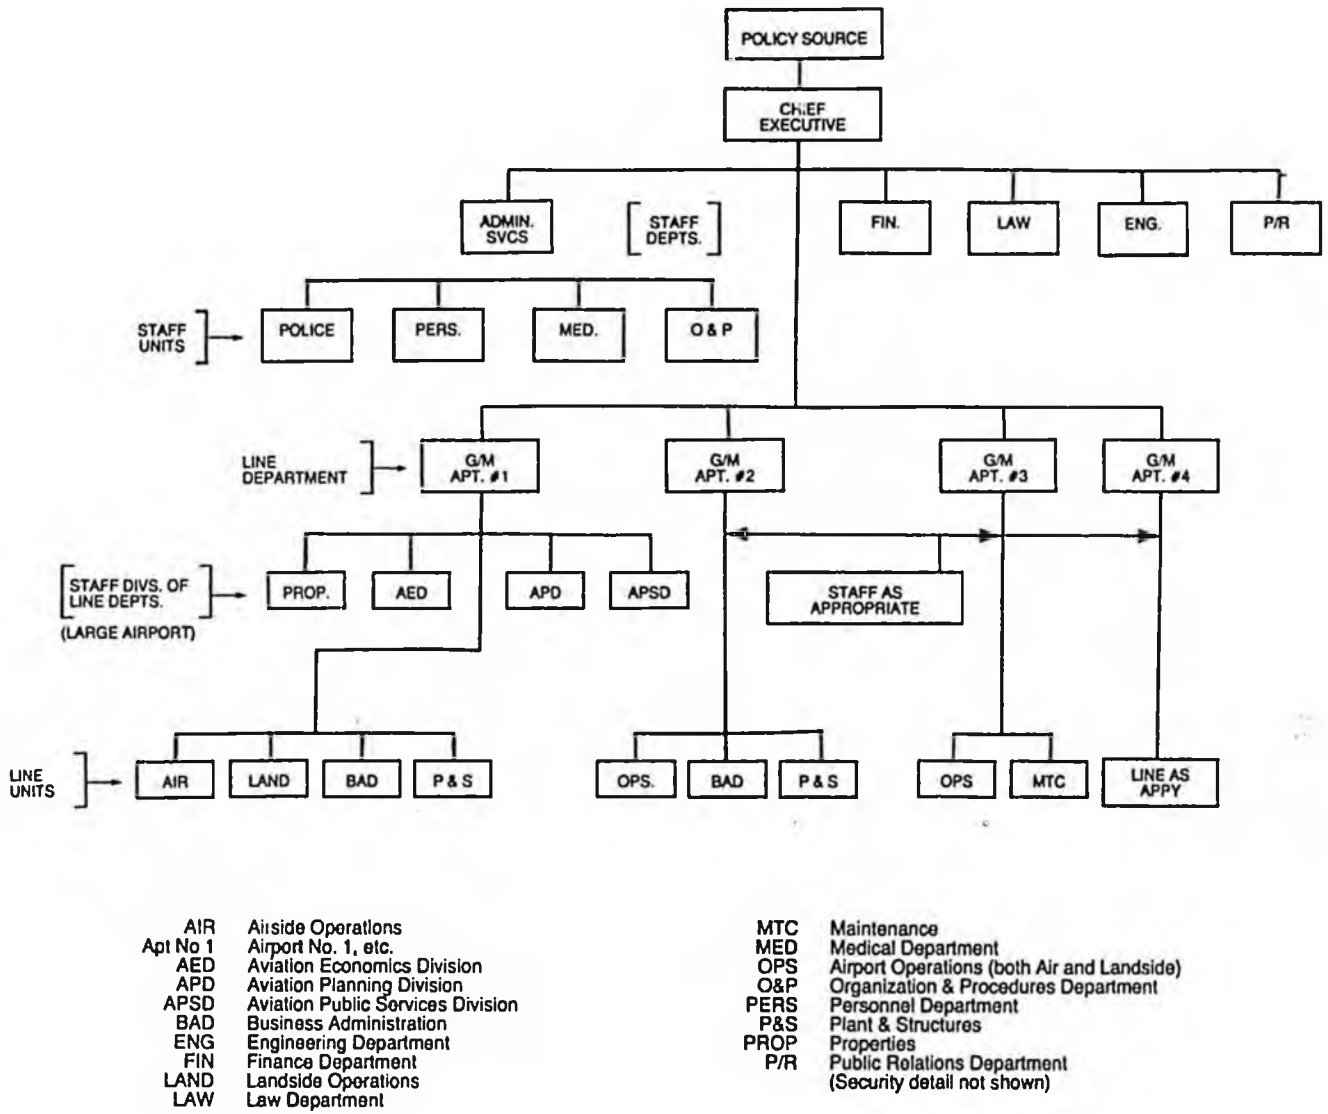 POLICY SOURCE
CHIEF
EXECUTIVE
ADMIN.
SVCS
STAFF
DEPTS.
FIN.
LAW
ENG.
P/R
STAFF
UNITS
POLICE
PERS.
MED.
O & P
LINE
DEPARTMENT
G/M
APT. #1
G/M
APT. #2
G/M
APT. #3
G/M
APT. #4
STAFF DIVS. OF
LINE DEPTS.
(LARGE AIRPORT)
PROP.
AED
APD
APSD
STAFF AS
APPROPRIATE
LINE
UNITS
AIR
LAND
BAD
P & S
OPS.
BAD
P & S
OPS
MTC
LINE AS
APPY
AIR Airside Operations
Apt No 1 Airport No. 1, etc.
AED Aviation Economics Division
APD Aviation Planning Division
APSD Aviation Public Services Division
BAD Business Administration
ENG Engineering Department
FIN Finance Department
LAND Landside Operations
LAW Law Department
MTC Maintenance
MED Medical Department
OPS Airport Operations (both Air and Landside)
O&P Organization & Procedures Department
PERS Personnel Department
P&S Plant & Structures
PROP Properties
P/R Public Relations Department
(Security detail not shown)